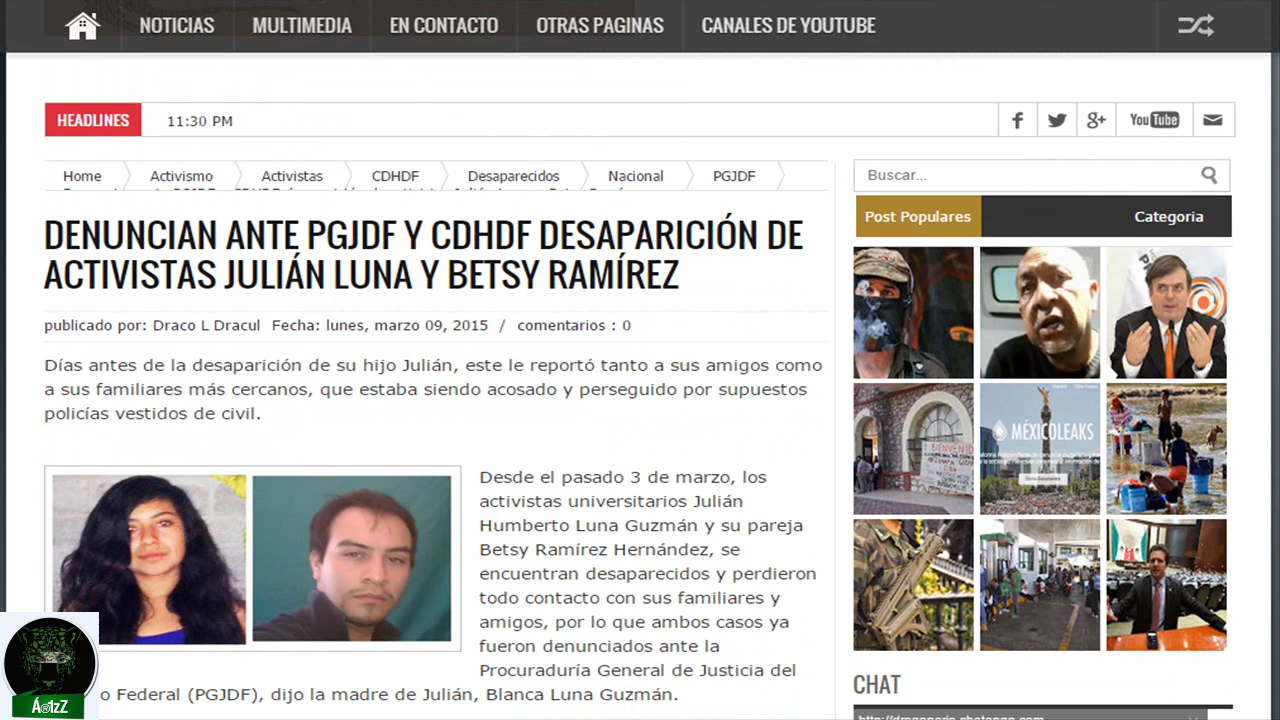 NOTICIAS MULTIMEDIA EN CONTACTO OTRAS PAGINAS CANALES DE YOUTUBE
HEADLINES 11:30 PM
You Tube
Home Activismo Activistas CDHDF Desaparecidos Nacional PGJDF
Buscar...
Post Populares Categoria
DENUNCIAN ANTE PGJDF Y CDHDF DESAPARICIÓN DE
ACTIVISTAS JULIÁN LUNA Y BETSY RAMÍREZ
publicado por: Draco L Dracul Fecha: lunes, marzo 09, 2015 / comentarios : 0
Días antes de la desaparición de su hijo Julián, este le reportó tanto a sus amigos como
a sus familiares más cercanos, que estaba siendo acosado y perseguido por supuestos
policías vestidos de civil.
Desde el pasado 3 de marzo, los
activistas universitarios Julián
Humberto Luna Guzmán y su pareja
Betsy Ramírez Hernández, se
encuentran desaparecidos y perdieron
todo contacto con sus familiares y
amigos, por lo que ambos casos ya
fueron denunciados ante la
Procuraduría General de Justicia del
o Federal (PGJDF), dijo la madre de Julián, Blanca Luna Guzmán.
MÉXICOLEAKS
CHAT